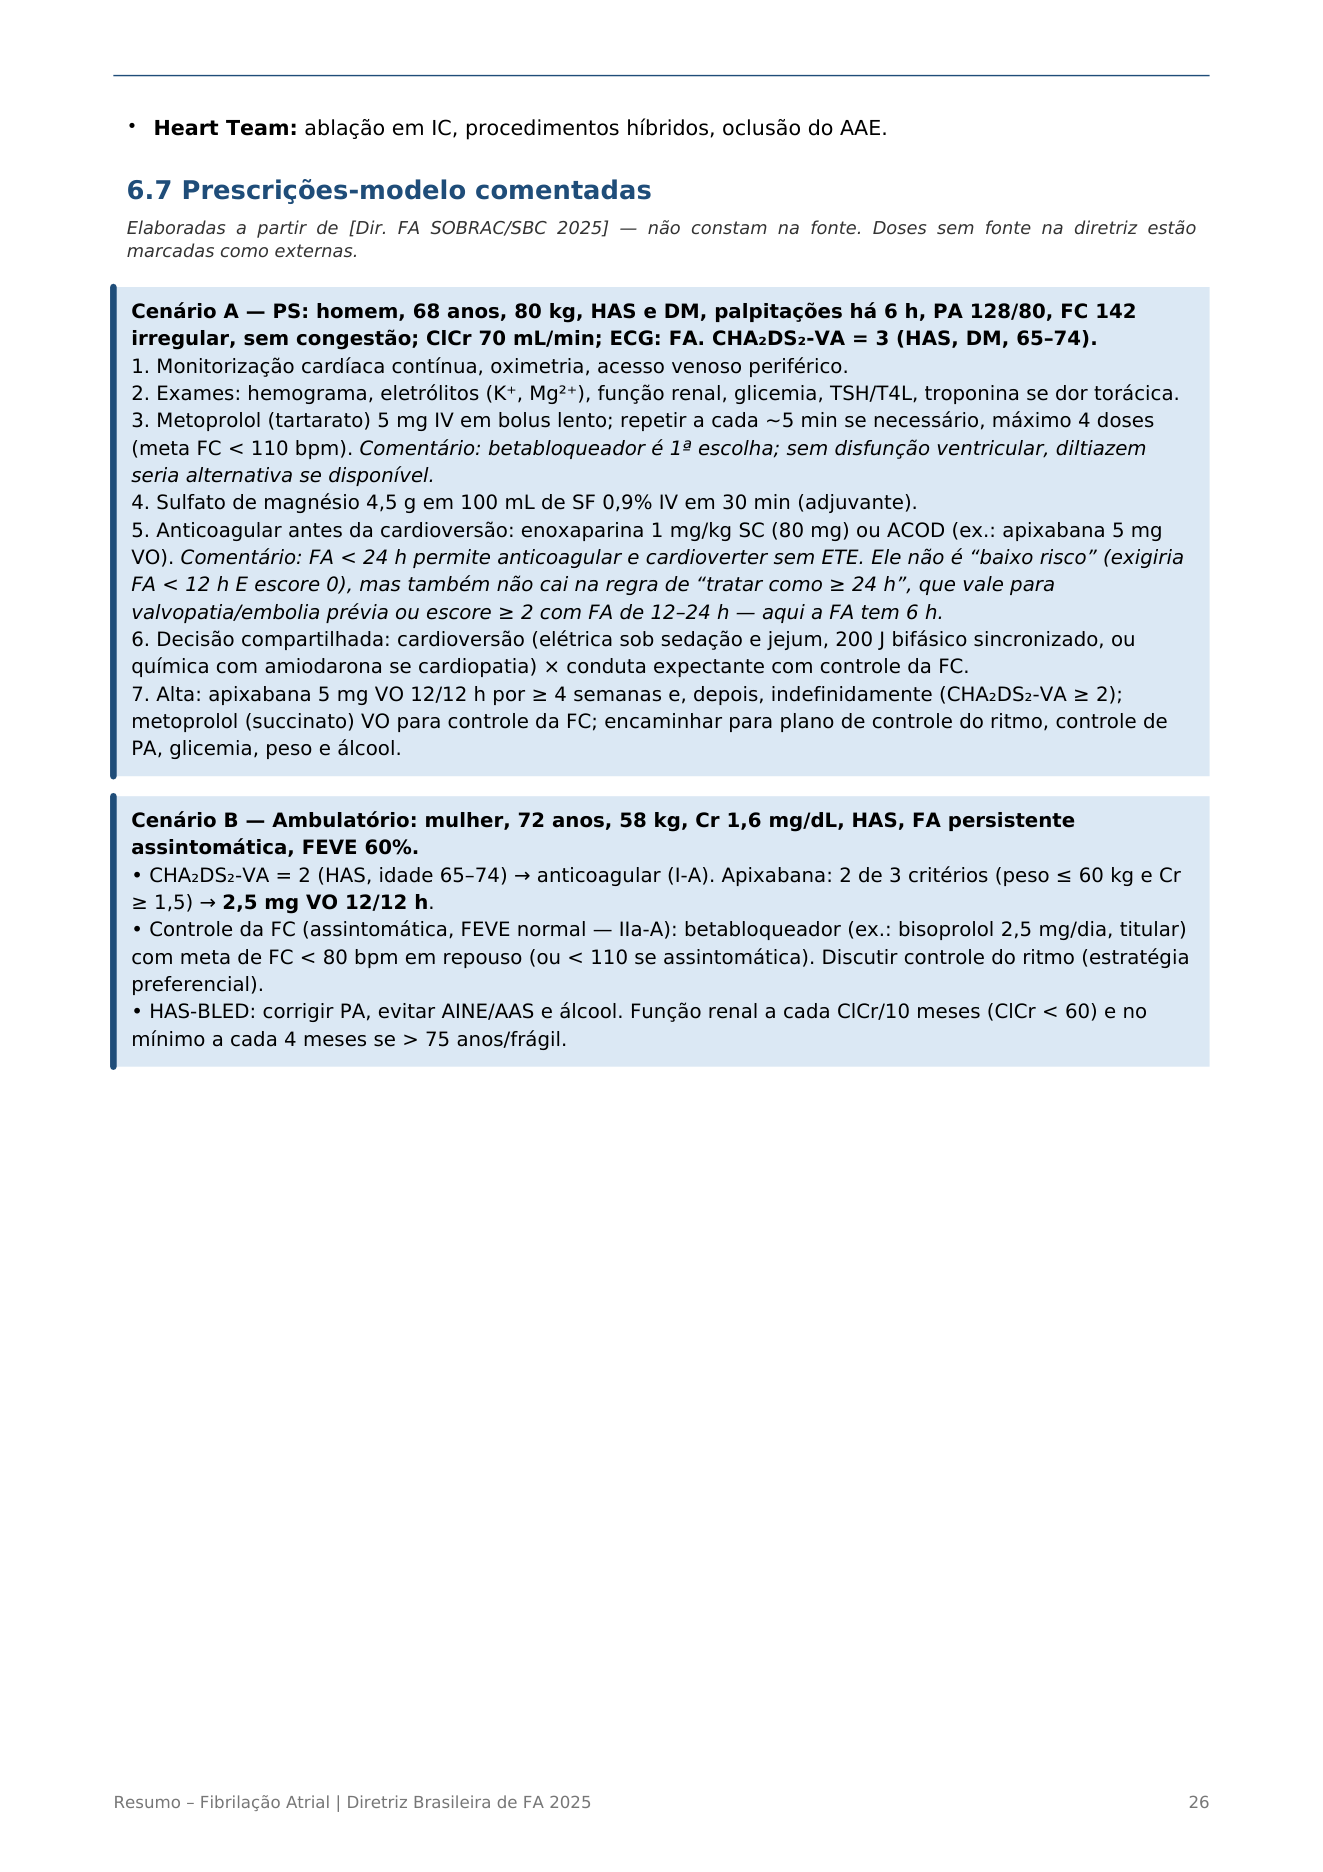 • Heart Team: ablação em IC, procedimentos híbridos, oclusão do AAE.
6.7 Prescrições-modelo comentadas
Elaboradas a partir de [Dir. FA SOBRAC/SBC 2025] — não constam na fonte. Doses sem fonte na diretriz estão
marcadas como externas.
Cenário A — PS: homem, 68 anos, 80 kg, HAS e DM, palpitações há 6 h, PA 128/80, FC 142
irregular, sem congestão; ClCr 70 mL/min; ECG: FA. CHA₂DS₂-VA = 3 (HAS, DM, 65–74).
1. Monitorização cardíaca contínua, oximetria, acesso venoso periférico.
2. Exames: hemograma, eletrólitos (K⁺, Mg²⁺), função renal, glicemia, TSH/T4L, troponina se dor torácica.
3. Metoprolol (tartarato) 5 mg IV em bolus lento; repetir a cada ~5 min se necessário, máximo 4 doses
(meta FC < 110 bpm). Comentário: betabloqueador é 1ª escolha; sem disfunção ventricular, diltiazem
seria alternativa se disponível.
4. Sulfato de magnésio 4,5 g em 100 mL de SF 0,9% IV em 30 min (adjuvante).
5. Anticoagular antes da cardioversão: enoxaparina 1 mg/kg SC (80 mg) ou ACOD (ex.: apixabana 5 mg
VO). Comentário: FA < 24 h permite anticoagular e cardioverter sem ETE. Ele não é “baixo risco” (exigiria
FA < 12 h E escore 0), mas também não cai na regra de “tratar como ≥ 24 h”, que vale para
valvopatia/embolia prévia ou escore ≥ 2 com FA de 12–24 h — aqui a FA tem 6 h.
6. Decisão compartilhada: cardioversão (elétrica sob sedação e jejum, 200 J bifásico sincronizado, ou
química com amiodarona se cardiopatia) × conduta expectante com controle da FC.
7. Alta: apixabana 5 mg VO 12/12 h por ≥ 4 semanas e, depois, indefinidamente (CHA₂DS₂-VA ≥ 2);
metoprolol (succinato) VO para controle da FC; encaminhar para plano de controle do ritmo, controle de
PA, glicemia, peso e álcool.
Cenário B — Ambulatório: mulher, 72 anos, 58 kg, Cr 1,6 mg/dL, HAS, FA persistente
assintomática, FEVE 60%.
• CHA₂DS₂-VA = 2 (HAS, idade 65–74) → anticoagular (I-A). Apixabana: 2 de 3 critérios (peso ≤ 60 kg e Cr
≥ 1,5) → 2,5 mg VO 12/12 h.
• Controle da FC (assintomática, FEVE normal — IIa-A): betabloqueador (ex.: bisoprolol 2,5 mg/dia, titular)
com meta de FC < 80 bpm em repouso (ou < 110 se assintomática). Discutir controle do ritmo (estratégia
preferencial).
• HAS-BLED: corrigir PA, evitar AINE/AAS e álcool. Função renal a cada ClCr/10 meses (ClCr < 60) e no
mínimo a cada 4 meses se > 75 anos/frágil.
Resumo – Fibrilação Atrial | Diretriz Brasileira de FA 2025
26